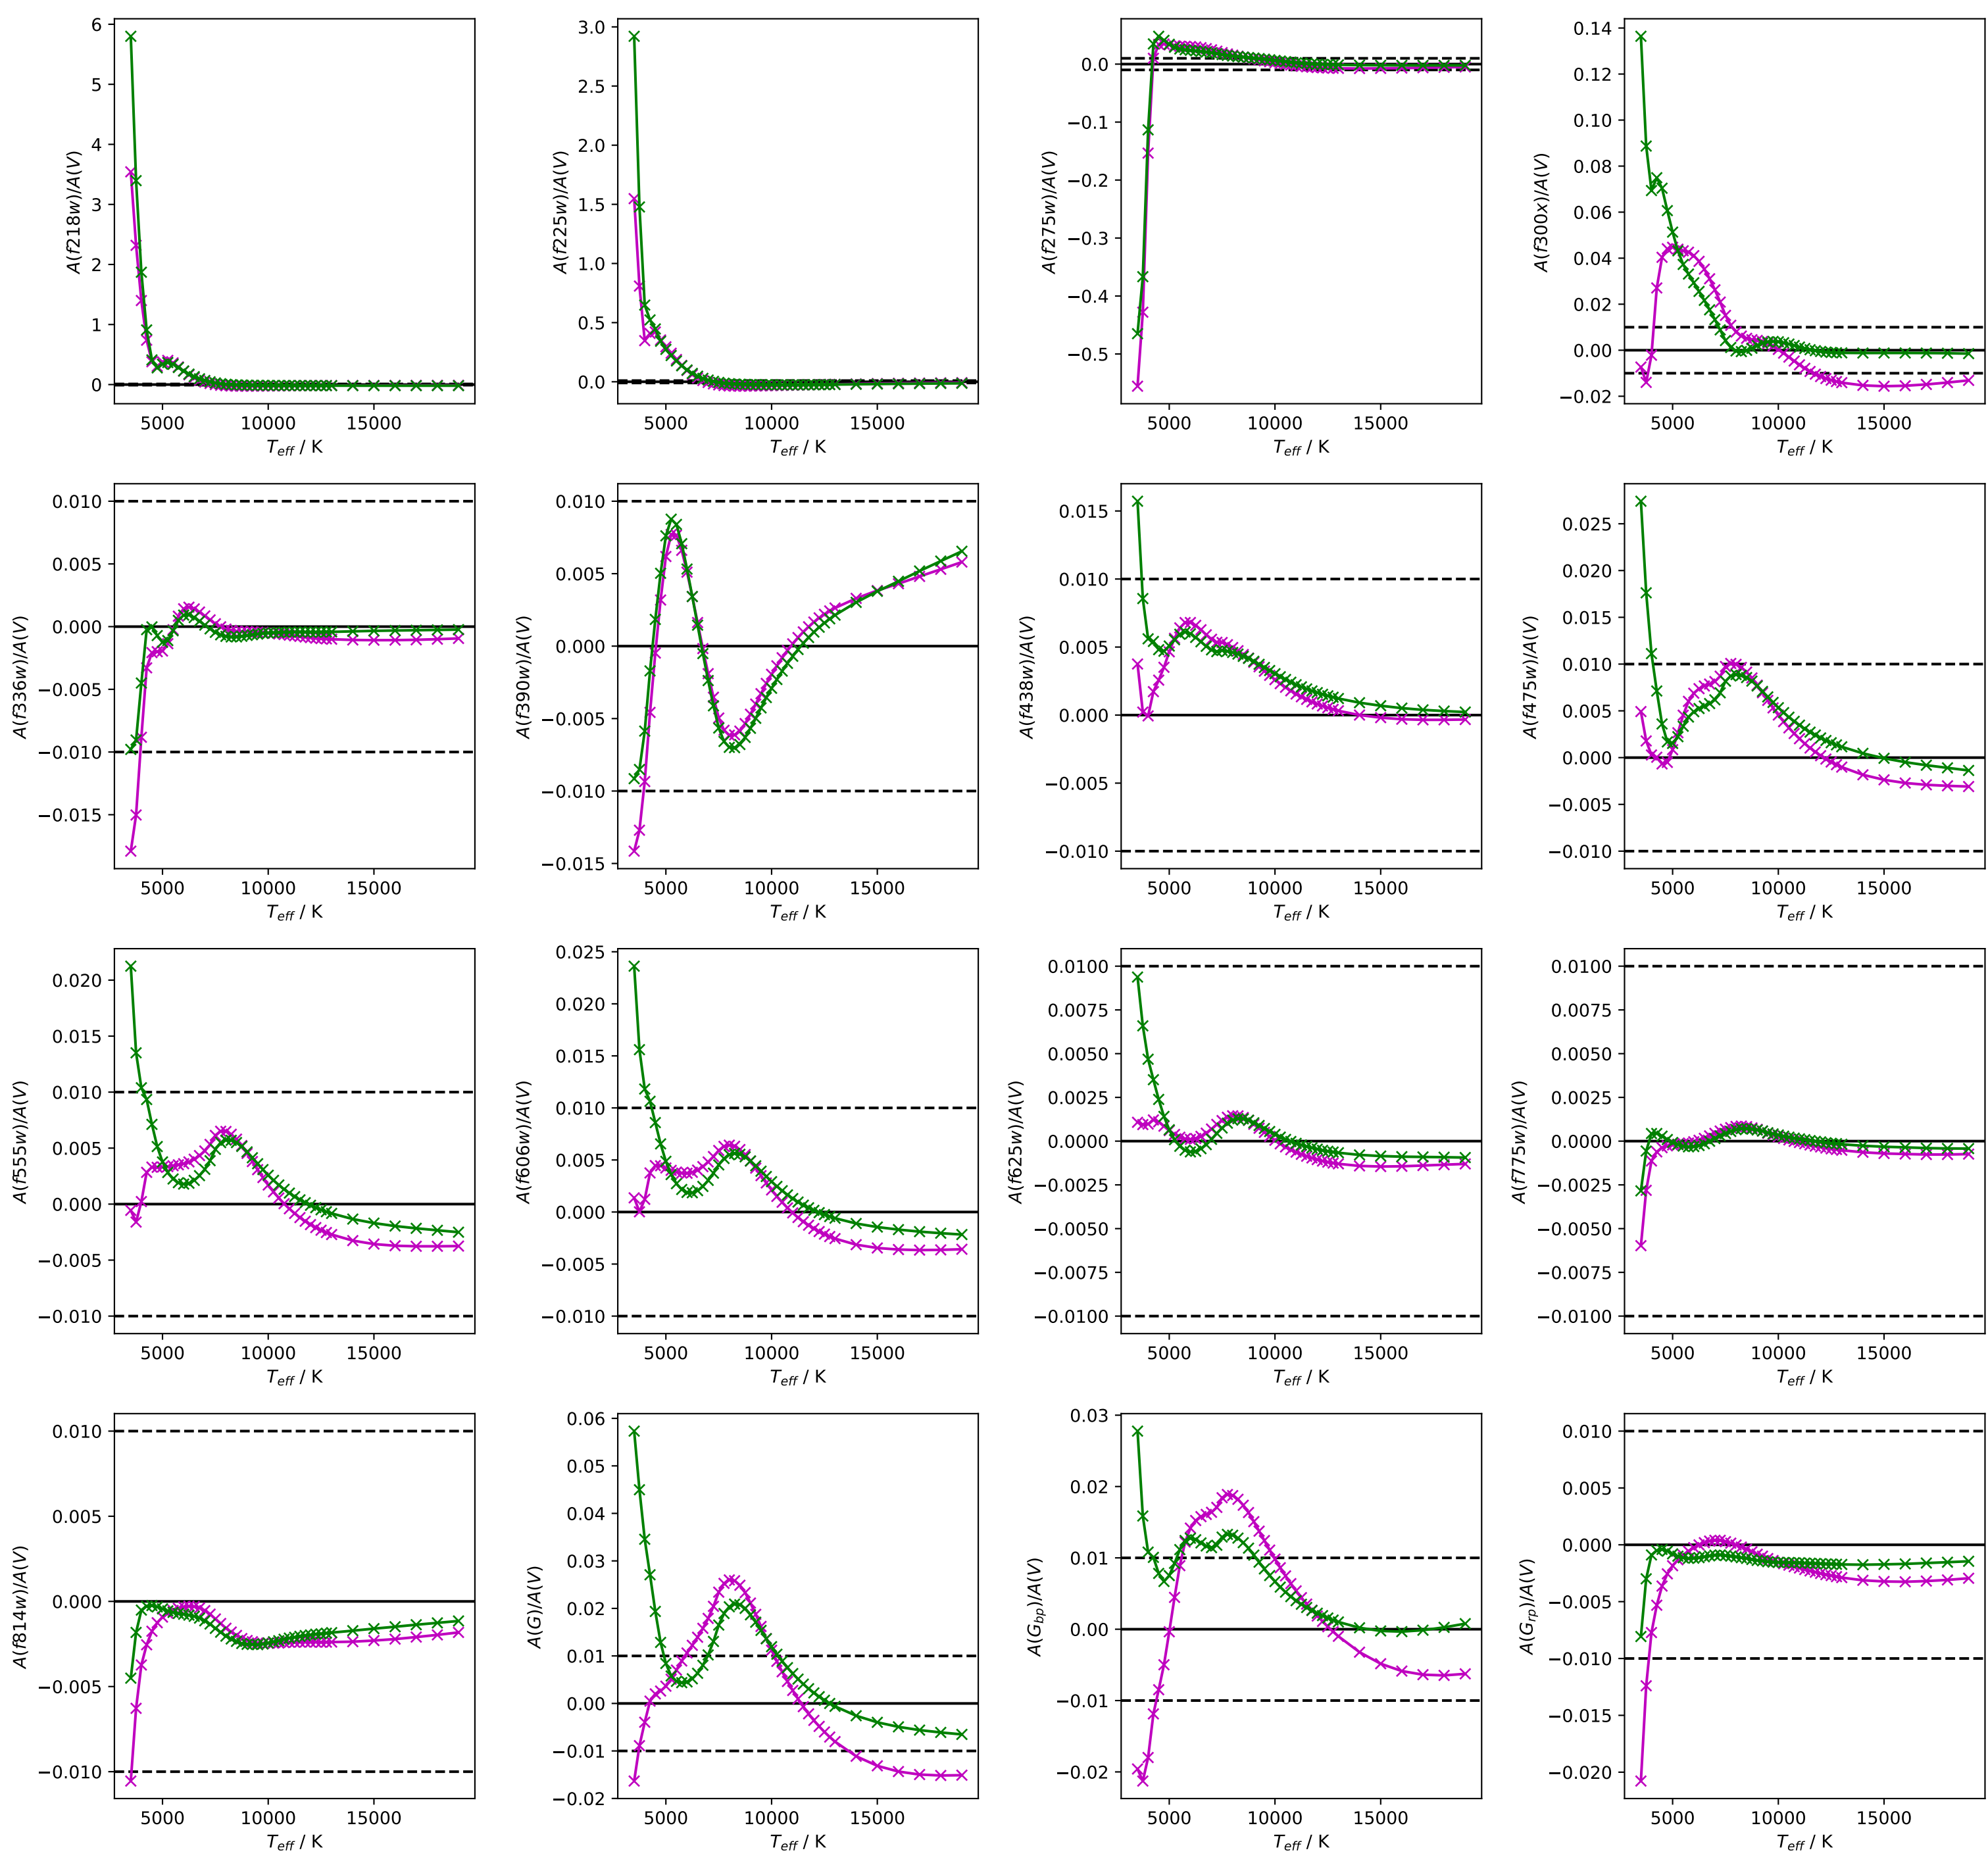 6
5
4
3
2
1
0
A(f218w)/A(V)
5000 10000 15000
T_eff / K
3.0
2.5
2.0
1.5
1.0
0.5
0.0
A(f225w)/A(V)
5000 10000 15000
T_eff / K
0.0
−0.1
−0.2
−0.3
−0.4
−0.5
A(f275w)/A(V)
5000 10000 15000
T_eff / K
0.14
0.12
0.10
0.08
0.06
0.04
0.02
0.00
−0.01
−0.02
A(f300x)/A(V)
5000 10000 15000
T_eff / K
0.010
0.005
0.000
−0.005
−0.010
−0.015
A(f336w)/A(V)
5000 10000 15000
T_eff / K
0.010
0.005
0.000
−0.005
−0.010
−0.015
A(f390w)/A(V)
5000 10000 15000
T_eff / K
0.015
0.010
0.005
0.000
−0.005
−0.010
A(f438w)/A(V)
5000 10000 15000
T_eff / K
0.025
0.020
0.015
0.010
0.005
0.000
−0.005
−0.010
A(f475w)/A(V)
5000 10000 15000
T_eff / K
0.020
0.015
0.010
0.005
0.000
−0.005
−0.010
A(f555w)/A(V)
5000 10000 15000
T_eff / K
0.025
0.020
0.015
0.010
0.005
0.000
−0.005
−0.010
A(f606w)/A(V)
5000 10000 15000
T_eff / K
0.0100
0.0075
0.0050
0.0025
0.0000
−0.0025
−0.0050
−0.0075
−0.0100
A(f625w)/A(V)
5000 10000 15000
T_eff / K
0.0100
0.0075
0.0050
0.0025
0.0000
−0.0025
−0.0050
−0.0075
−0.0100
A(f775w)/A(V)
5000 10000 15000
T_eff / K
0.010
0.005
0.000
−0.005
−0.010
A(f814w)/A(V)
5000 10000 15000
T_eff / K
0.06
0.05
0.04
0.03
0.02
0.01
0.00
−0.01
−0.02
A(G)/A(V)
5000 10000 15000
T_eff / K
0.03
0.02
0.01
0.00
−0.01
−0.02
A(G_bp)/A(V)
5000 10000 15000
T_eff / K
0.010
0.005
0.000
−0.005
−0.010
−0.015
−0.020
A(G_rp)/A(V)
5000 10000 15000
T_eff / K